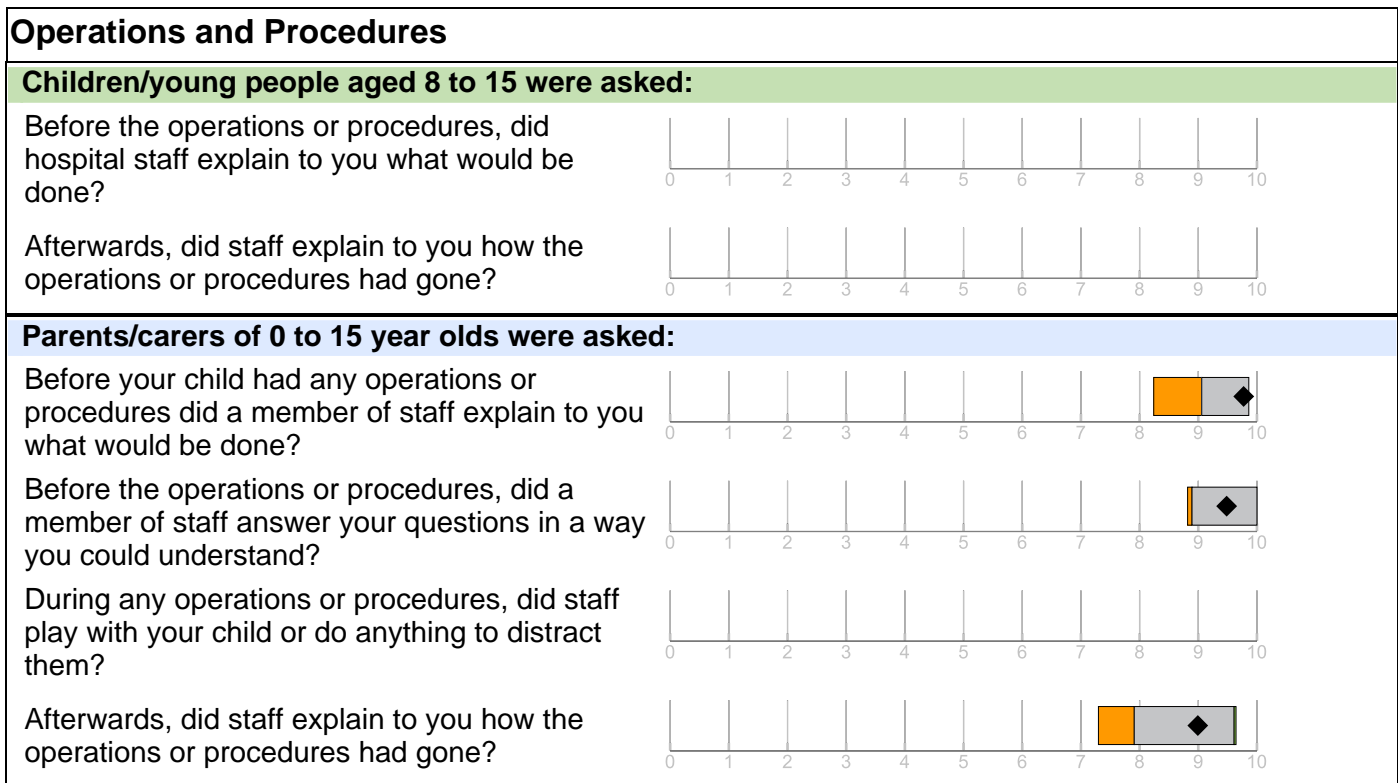 Operations and Procedures
Children/young people aged 8 to 15 were asked:
Before the operations or procedures, did
hospital staff explain to you what would be
done?
0 1 2 3 4 5 6 7 8 9 10
Afterwards, did staff explain to you how the
operations or procedures had gone?
0 1 2 3 4 5 6 7 8 9 10
Parents/carers of 0 to 15 year olds were asked:
Before your child had any operations or
procedures did a member of staff explain to you
what would be done?
0 1 2 3 4 5 6 7 8 9 10
Before the operations or procedures, did a
member of staff answer your questions in a way
you could understand?
0 1 2 3 4 5 6 7 8 9 10
During any operations or procedures, did staff
play with your child or do anything to distract
them?
0 1 2 3 4 5 6 7 8 9 10
Afterwards, did staff explain to you how the
operations or procedures had gone?
0 1 2 3 4 5 6 7 8 9 10